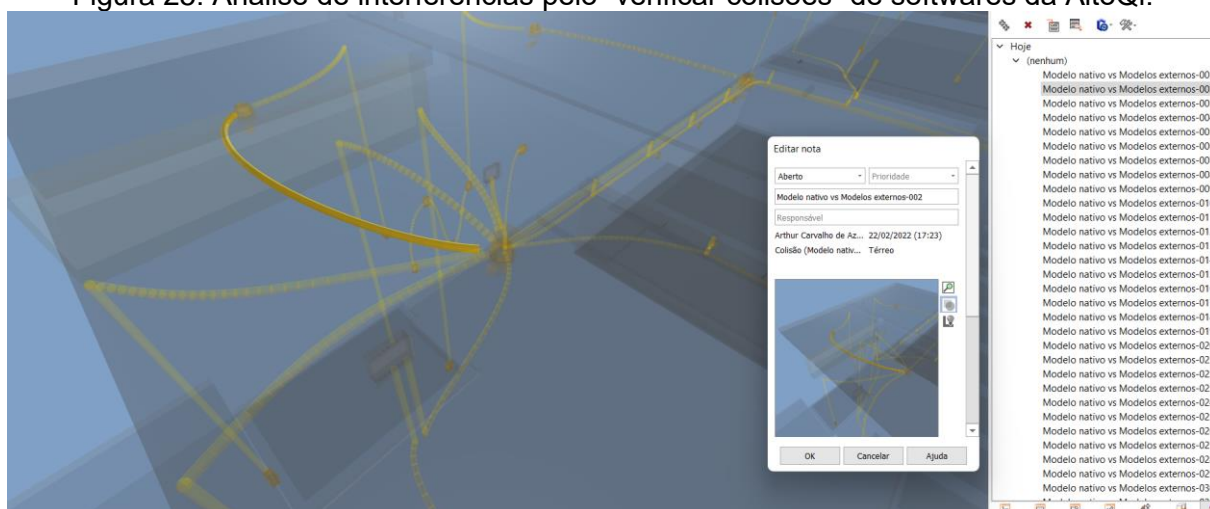 Figura 23: Análise de interferências pelo "verificar colisões" de softwares da AltoQi.
Hoje
(nenhum)
Modelo nativo vs Modelos externos-00
Modelo nativo vs Modelos externos-00
Modelo nativo vs Modelos externos-00
Modelo nativo vs Modelos externos-00
Modelo nativo vs Modelos externos-00
Modelo nativo vs Modelos externos-00
Modelo nativo vs Modelos externos-00
Modelo nativo vs Modelos externos-00
Modelo nativo vs Modelos externos-00
Modelo nativo vs Modelos externos-01
Modelo nativo vs Modelos externos-01
Modelo nativo vs Modelos externos-01
Modelo nativo vs Modelos externos-01
Modelo nativo vs Modelos externos-01
Modelo nativo vs Modelos externos-01
Modelo nativo vs Modelos externos-01
Modelo nativo vs Modelos externos-01
Modelo nativo vs Modelos externos-01
Modelo nativo vs Modelos externos-01
Modelo nativo vs Modelos externos-02
Modelo nativo vs Modelos externos-02
Modelo nativo vs Modelos externos-02
Modelo nativo vs Modelos externos-02
Modelo nativo vs Modelos externos-02
Modelo nativo vs Modelos externos-02
Modelo nativo vs Modelos externos-02
Modelo nativo vs Modelos externos-02
Modelo nativo vs Modelos externos-02
Modelo nativo vs Modelos externos-02
Modelo nativo vs Modelos externos-03
Editar nota
Aberto
Prioridade
Modelo nativo vs Modelos externos-002
Responsável
Arthur Carvalho de Az... 22/02/2022 (17:23)
Colisão (Modelo nativ... Térreo
OK Cancelar Ajuda